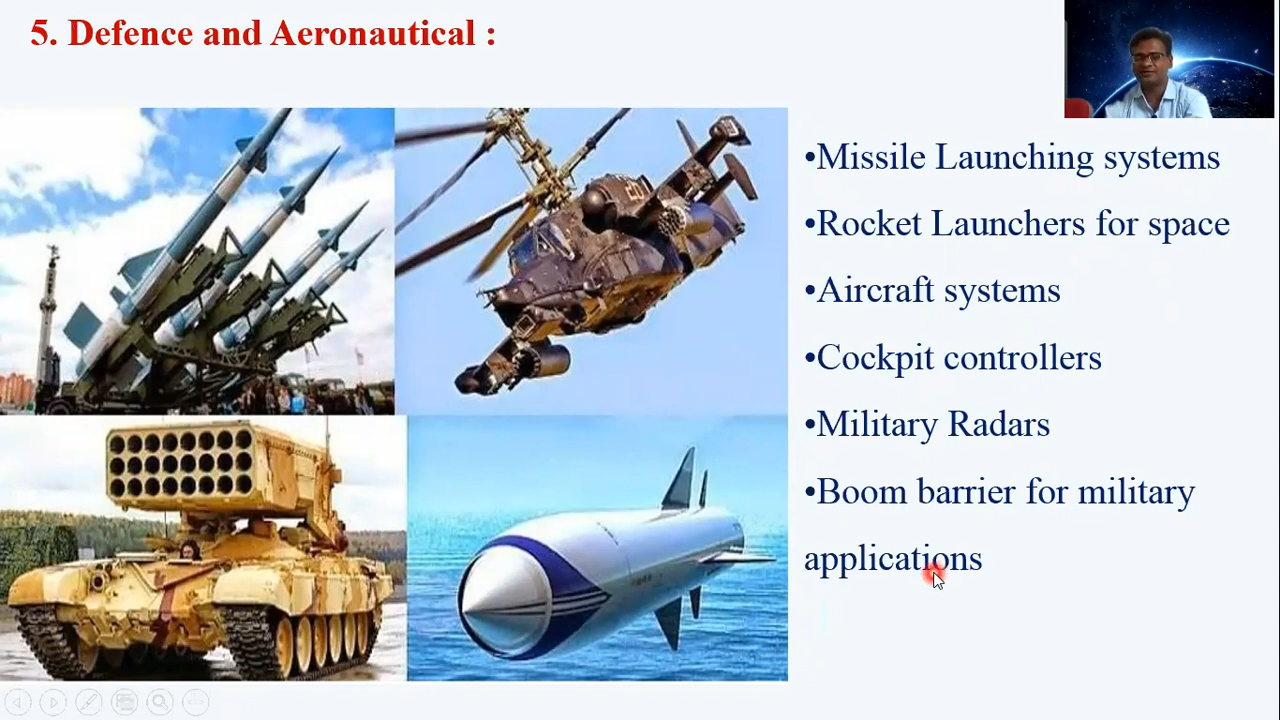 5. Defence and Aeronautical :
•Missile Launching systems
•Rocket Launchers for space
•Aircraft systems
•Cockpit controllers
•Military Radars
•Boom barrier for military
applications